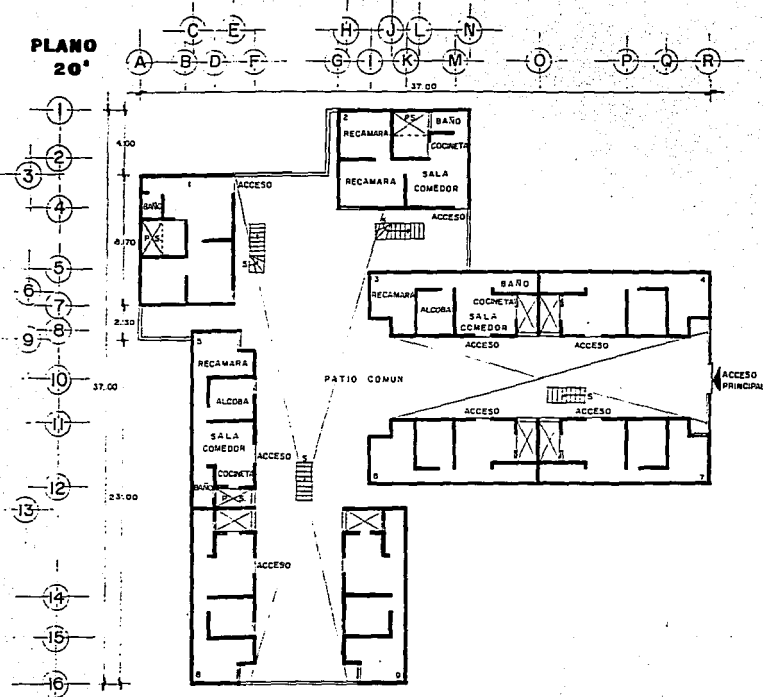 PLANO
20'
C E H J L N
A B D F G I K M O P Q R
37.00
1
2
3
4
5
6
7
8
9
10
11
12
13
14
15
16
4.00
8.70
2.30
37.00
23.00
1
BAÑO
P.S
ACCESO
S
2
RECAMARA
P.S
BAÑO
COCINETA
RECAMARA
SALA
COMEDOR
ACCESO
3
RECAMARA
ALCOBA
BAÑO
COCINETA
SALA
COMEDOR
4
ACCESO
ACCESO
PATIO COMUN
ACCESO
PRINCIPAL
S
ACCESO
ACCESO
6
7
5
RECAMARA
ALCOBA
SALA
COMEDOR
ACCESO
COCINETA
BAÑO
P.S
S
ACCESO
8
9